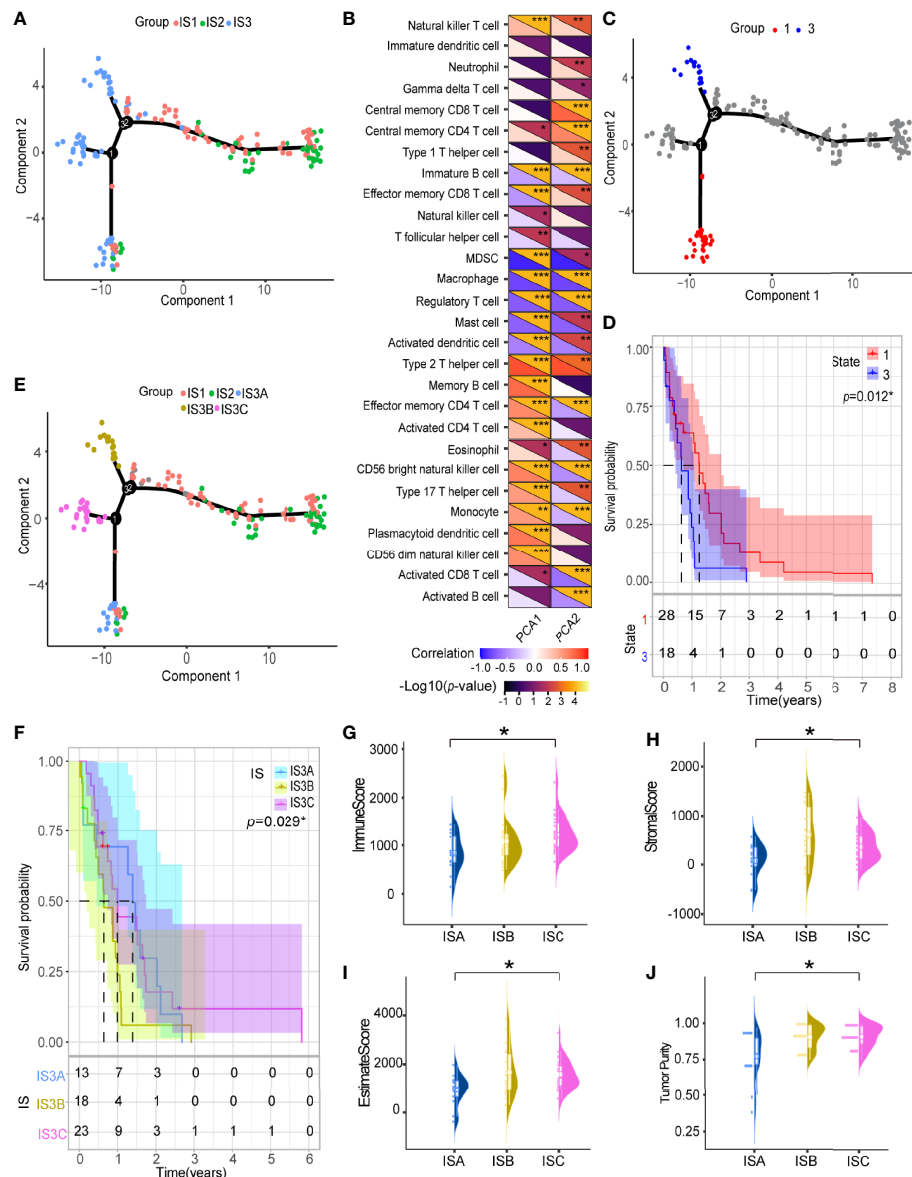 A
Group IS1 IS2 IS3
Component 2
4
0
−4
2
1
−10
0
10
Component 1
B
Natural killer T cell *** **
Immature dendritic cell
Neutrophil **
Gamma delta T cell *
Central memory CD8 T cell ***
Central memory CD4 T cell * ***
Type 1 T helper cell **
Immature B cell *** ***
Effector memory CD8 T cell *** **
Natural killer cell *
T follicular helper cell **
MDSC *** *
Macrophage *** ***
Regulatory T cell *** ***
Mast cell *** **
Activated dendritic cell *** **
Type 2 T helper cell *** **
Memory B cell ***
Effector memory CD4 T cell *** ***
Activated CD4 T cell ***
Eosinophil * **
CD56 bright natural killer cell *** ***
Type 17 T helper cell *** **
Monocyte ** ***
Plasmacytoid dendritic cell ***
CD56 dim natural killer cell ***
Activated CD8 T cell * ***
Activated B cell ***
PCA1 PCA2
Correlation
-1.0 -0.5 0.0 0.5 1.0
-Log10(p-value)
-1 0 1 2 3 4
C
Group 1 3
Component 2
4
0
−4
2
1
−10
0
10
Component 1
D
State 1
3
p=0.012*
Survival probability
1.00
0.75
0.50
0.25
0.00
State
1 28 15 7 3 2 1 1 1 0
3 18 4 1 0 0 0 0 0 0
0 1 2 3 4 5 6 7 8
Time(years)
E
Group IS1 IS2 IS3A
IS3B IS3C
Component 2
4
0
−4
2
1
−10
0
10
Component 1
F
IS IS3A
IS3B
IS3C
p=0.029*
Survival probability
1.00
0.75
0.50
0.25
0.00
IS
IS3A 13 7 3 0 0 0 0
IS3B 18 4 1 0 0 0 0
IS3C 23 9 3 1 1 1 0
0 1 2 3 4 5 6
Time(years)
G
*
ImmuneScore
3000
2000
1000
0
ISA ISB ISC
H
*
StromalScore
2000
1000
0
-1000
ISA ISB ISC
I
*
EsimateScore
4000
2000
0
ISA ISB ISC
J
*
Tumor Purity
1.00
0.75
0.50
0.25
ISA ISB ISC